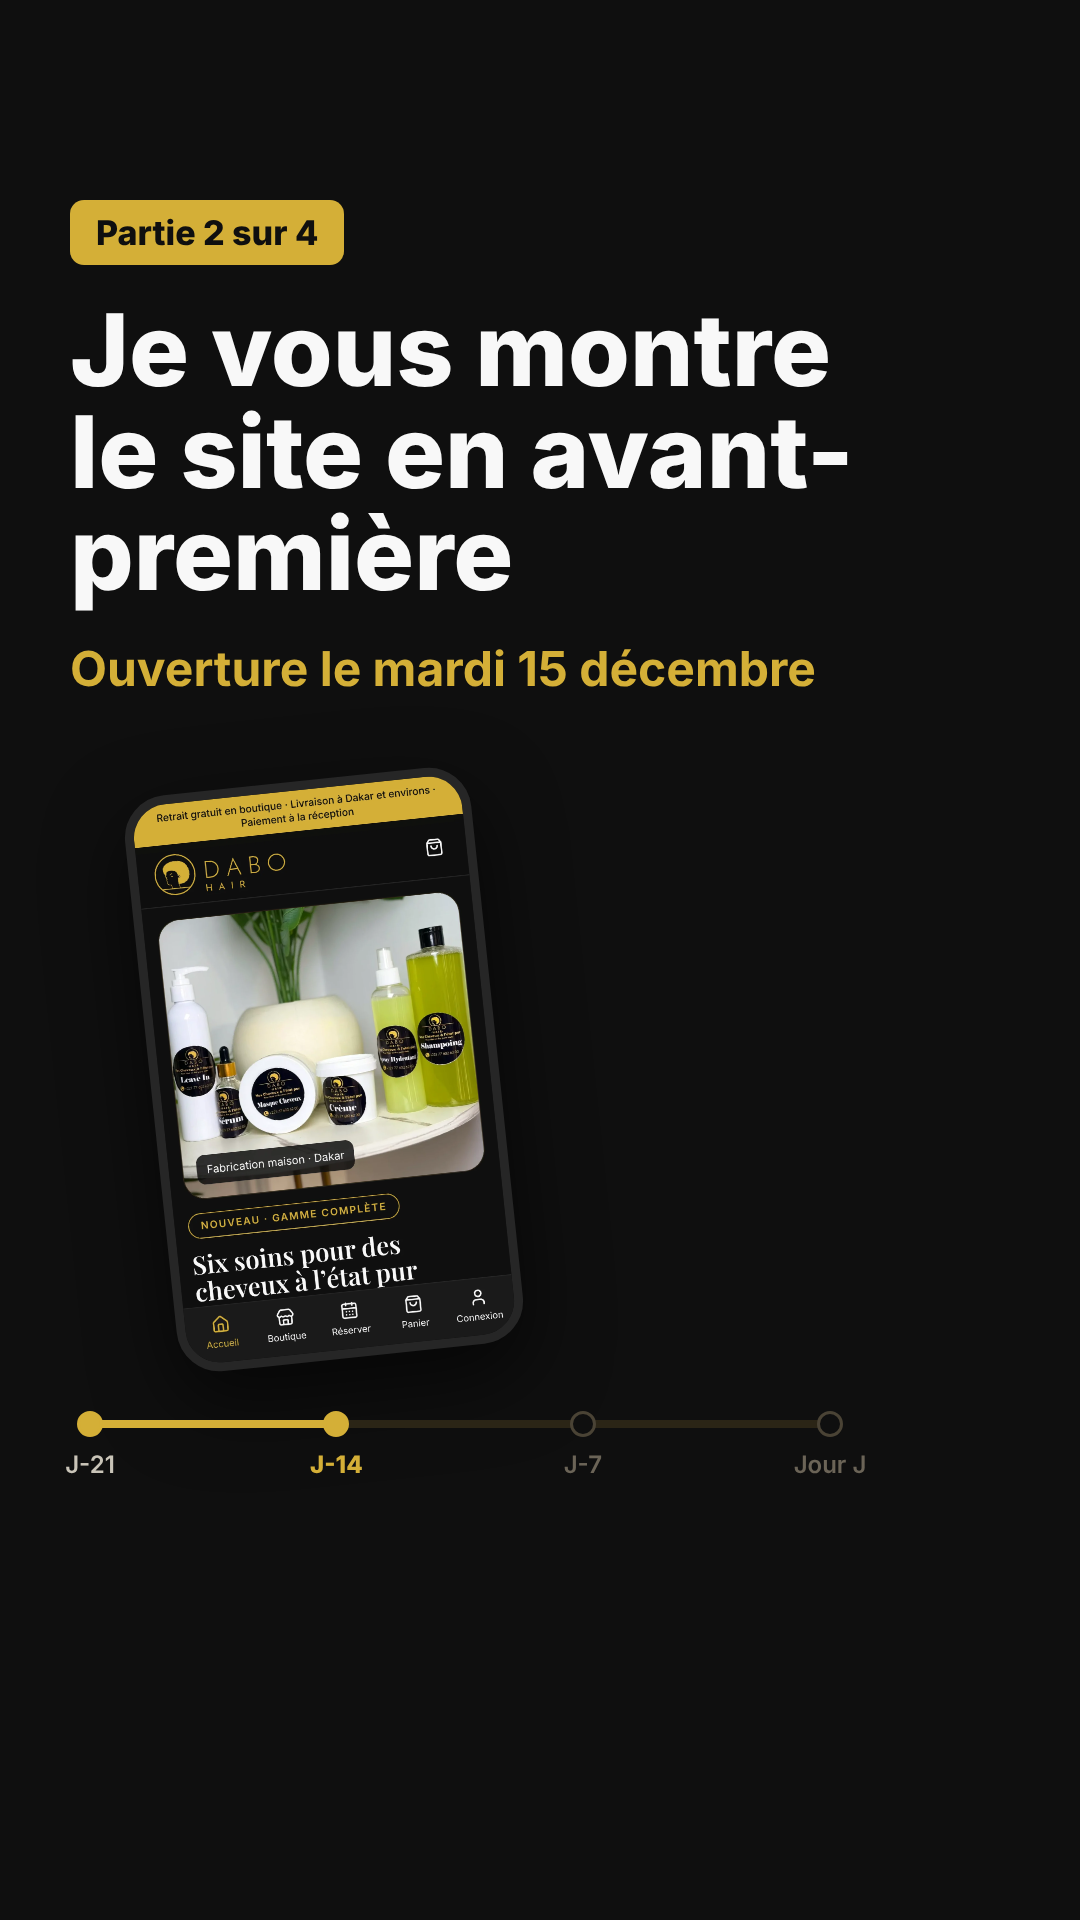 Partie 2 sur 4
Je vous montre
le site en avant-
première
Ouverture le mardi 15 décembre
Retrait gratuit en boutique · Livraison à Dakar et environs ·
Paiement à la réception
DABO
HAIR
Leave In
Sérum
Masque Cheveux
Crème
Spray Hydratant
Shampoing
Fabrication maison · Dakar
NOUVEAU · GAMME COMPLÈTE
Six soins pour des
cheveux à l’état pur
Accueil
Boutique
Réserver
Panier
Connexion
J-21
J-14
J-7
Jour J